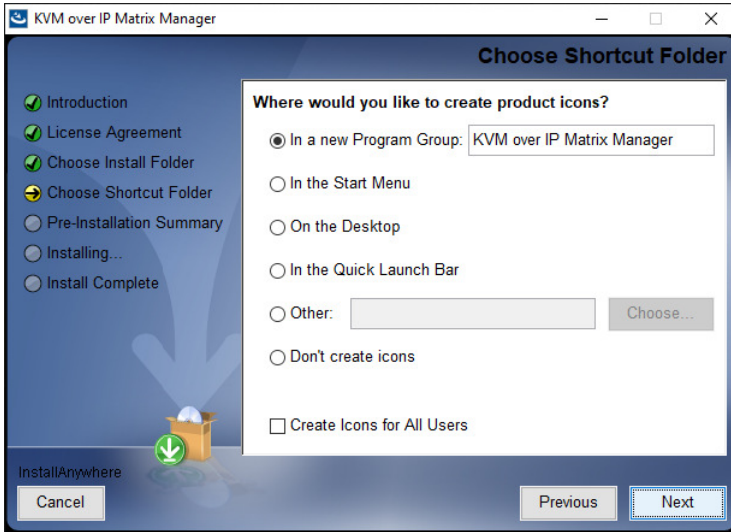 KVM over IP Matrix Manager
Choose Shortcut Folder
Introduction
License Agreement
Choose Install Folder
Choose Shortcut Folder
Pre-Installation Summary
Installing...
Install Complete
Where would you like to create product icons?
In a new Program Group: KVM over IP Matrix Manager
In the Start Menu
On the Desktop
In the Quick Launch Bar
Other: Choose...
Don't create icons
Create Icons for All Users
InstallAnywhere
Cancel Previous Next